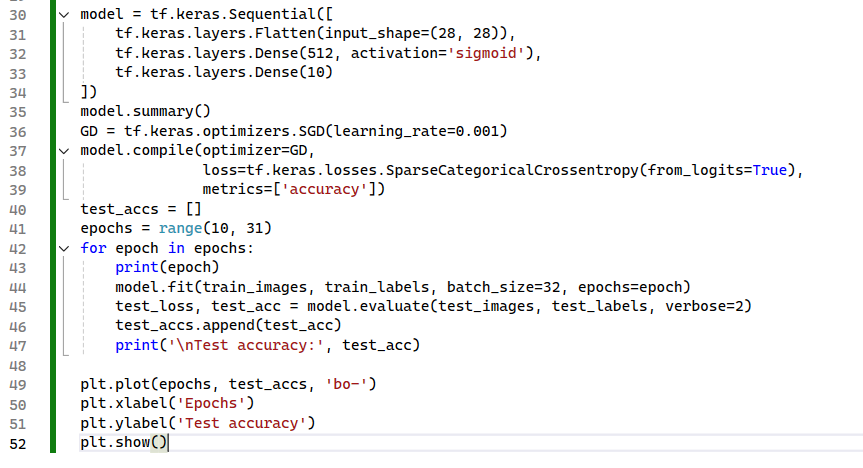 30 model = tf.keras.Sequential([
31     tf.keras.layers.Flatten(input_shape=(28, 28)),
32     tf.keras.layers.Dense(512, activation='sigmoid'),
33     tf.keras.layers.Dense(10)
34 ])
35 model.summary()
36 GD = tf.keras.optimizers.SGD(learning_rate=0.001)
37 model.compile(optimizer=GD,
38               loss=tf.keras.losses.SparseCategoricalCrossentropy(from_logits=True),
39               metrics=['accuracy'])
40 test_accs = []
41 epochs = range(10, 31)
42 for epoch in epochs:
43     print(epoch)
44     model.fit(train_images, train_labels, batch_size=32, epochs=epoch)
45     test_loss, test_acc = model.evaluate(test_images, test_labels, verbose=2)
46     test_accs.append(test_acc)
47     print('\nTest accuracy:', test_acc)
48
49 plt.plot(epochs, test_accs, 'bo-')
50 plt.xlabel('Epochs')
51 plt.ylabel('Test accuracy')
52 plt.show()